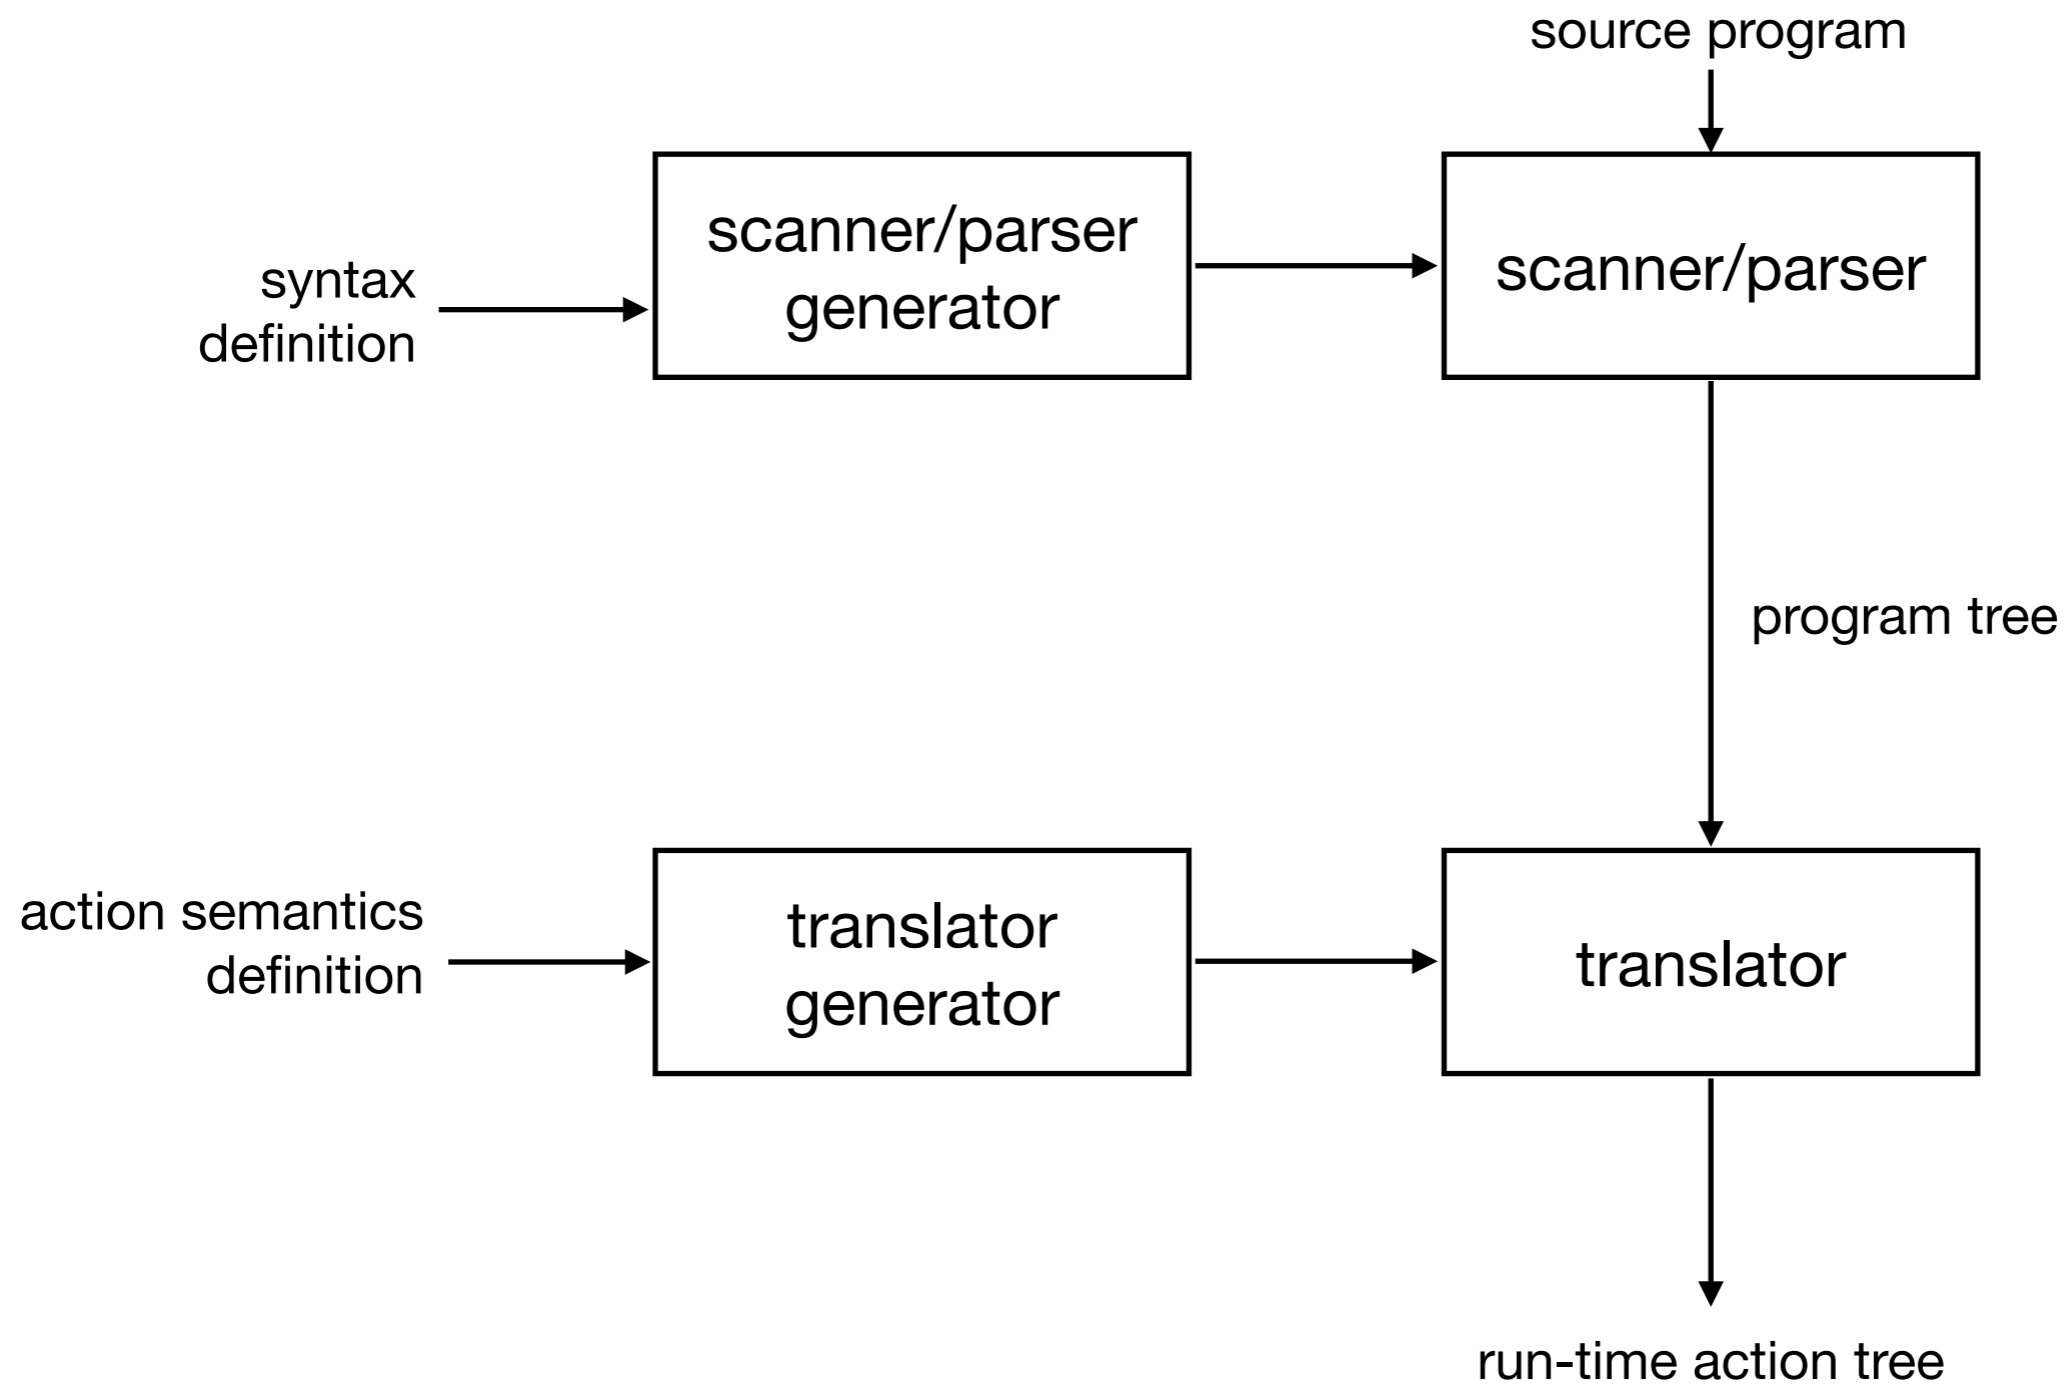 source program
scanner/parser
generator
scanner/parser
syntax
definition
program tree
action semantics
definition
translator
generator
translator
run-time action tree